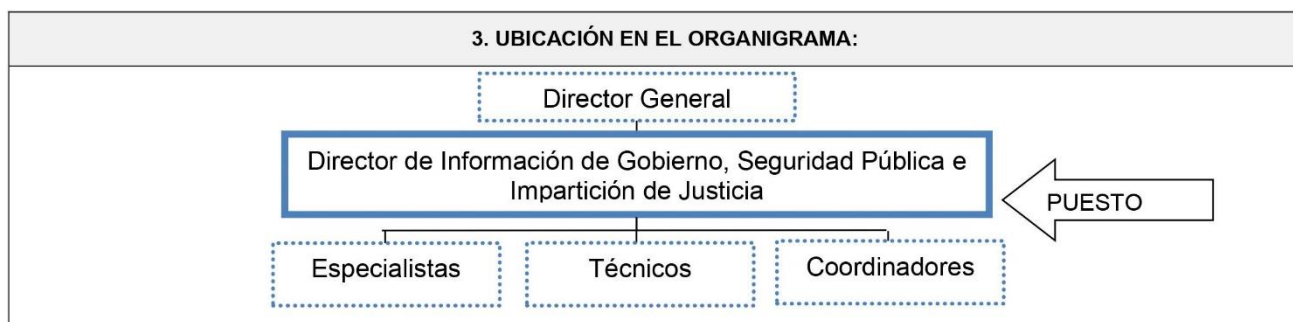 3. UBICACIÓN EN EL ORGANIGRAMA:
Director General
Director de Información de Gobierno, Seguridad Pública e
Impartición de Justicia
PUESTO
Especialistas
Técnicos
Coordinadores